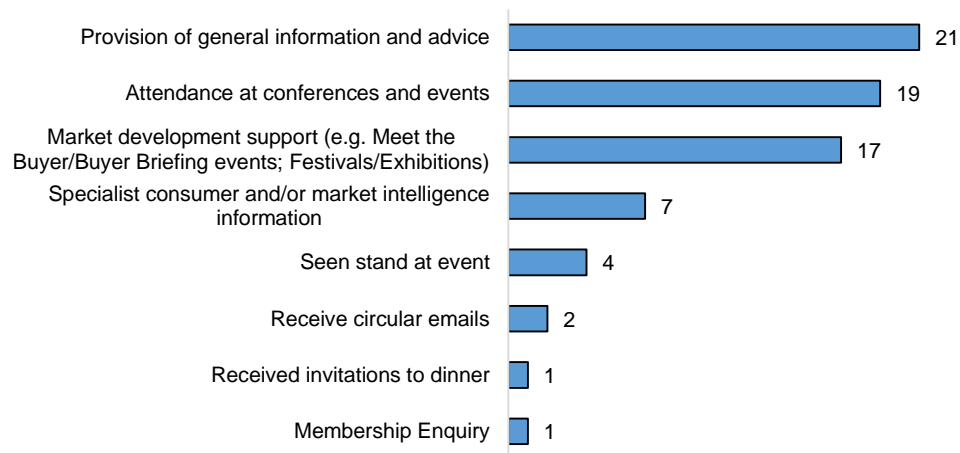 Provision of general information and advice 21
Attendance at conferences and events 19
Market development support (e.g. Meet the
Buyer/Buyer Briefing events; Festivals/Exhibitions) 17
Specialist consumer and/or market intelligence
information 7
Seen stand at event 4
Receive circular emails 2
Received invitations to dinner 1
Membership Enquiry 1